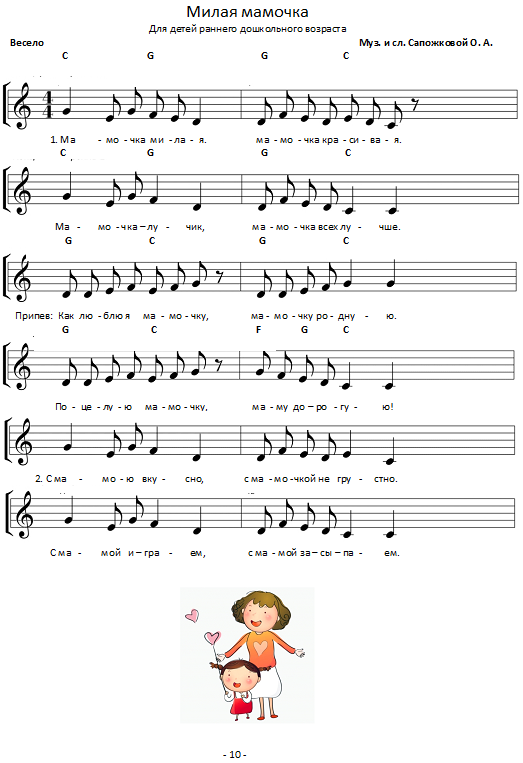 Милая мамочка
Для детей раннего дошкольного возраста
Весело Муз. и сл. Сапожковой О. А.
C G G C
1. Ма - мо - чка ми - ла - я. ма - мо - чка кра - си - ва - я.
C G G C
Ма - мо - чка – лу - чик, ма - мо - чка всех лу - чше.
G C G C
Припев: Как лю - блю я ма - мо - чку, ма - мо - чку ро - дну - ю.
G C F G C
По - це - лу - ю ма - мо - чку, ма - му до – ро - гу - ю!
2. С ма - мо - ю вку - сно, с ма - мо - чкой не гру - стно.
С ма - мой и - гра - ем, с ма - мой за – сы - па - ем.
- 10 -